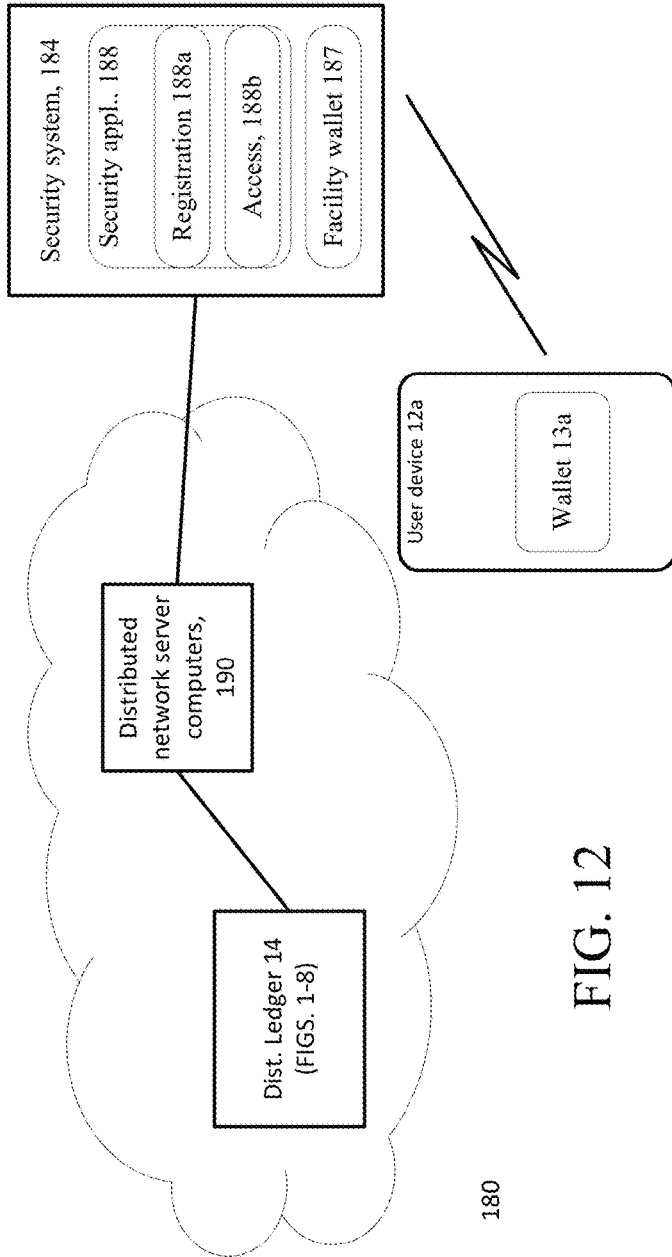 Security system, 184
Security appl.. 188
Registration 188a
Access, 188b
Facility wallet 187
Distributed
network server
computers,
190
Dist. Ledger 14
(FIGS. 1-8)
User device 12a
Wallet 13a
180
FIG. 12